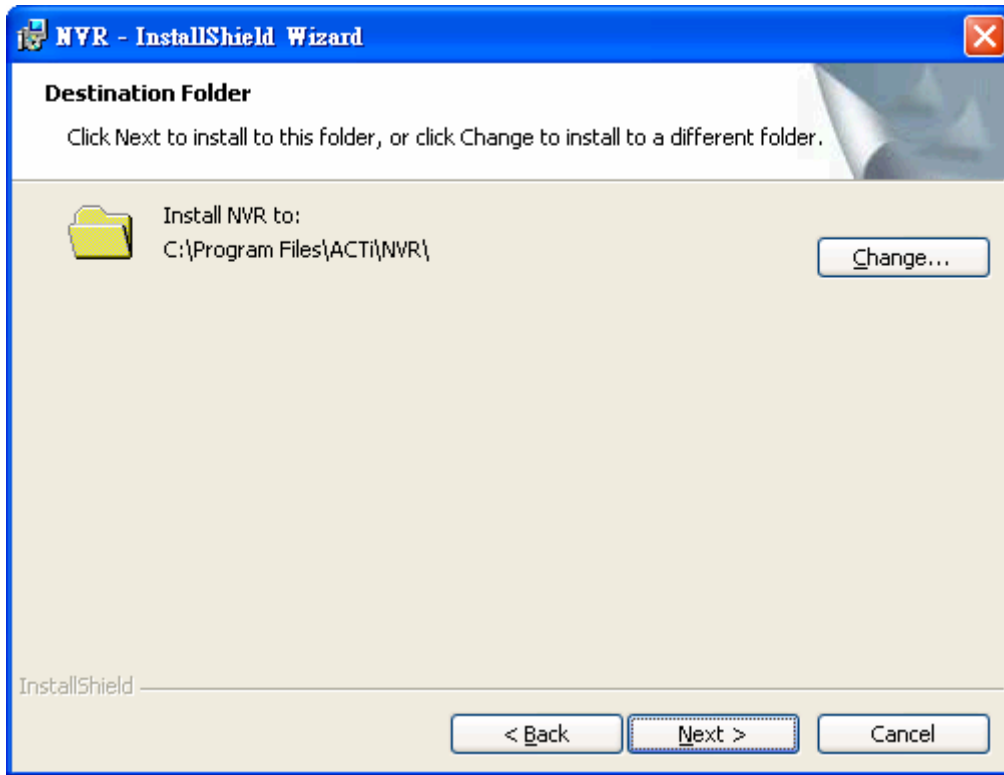 NVR - InstallShield Wizard
Destination Folder
Click Next to install to this folder, or click Change to install to a different folder.
Install NVR to:
C:\Program Files\ACTi\NVR\
Change...
InstallShield
< Back
Next >
Cancel